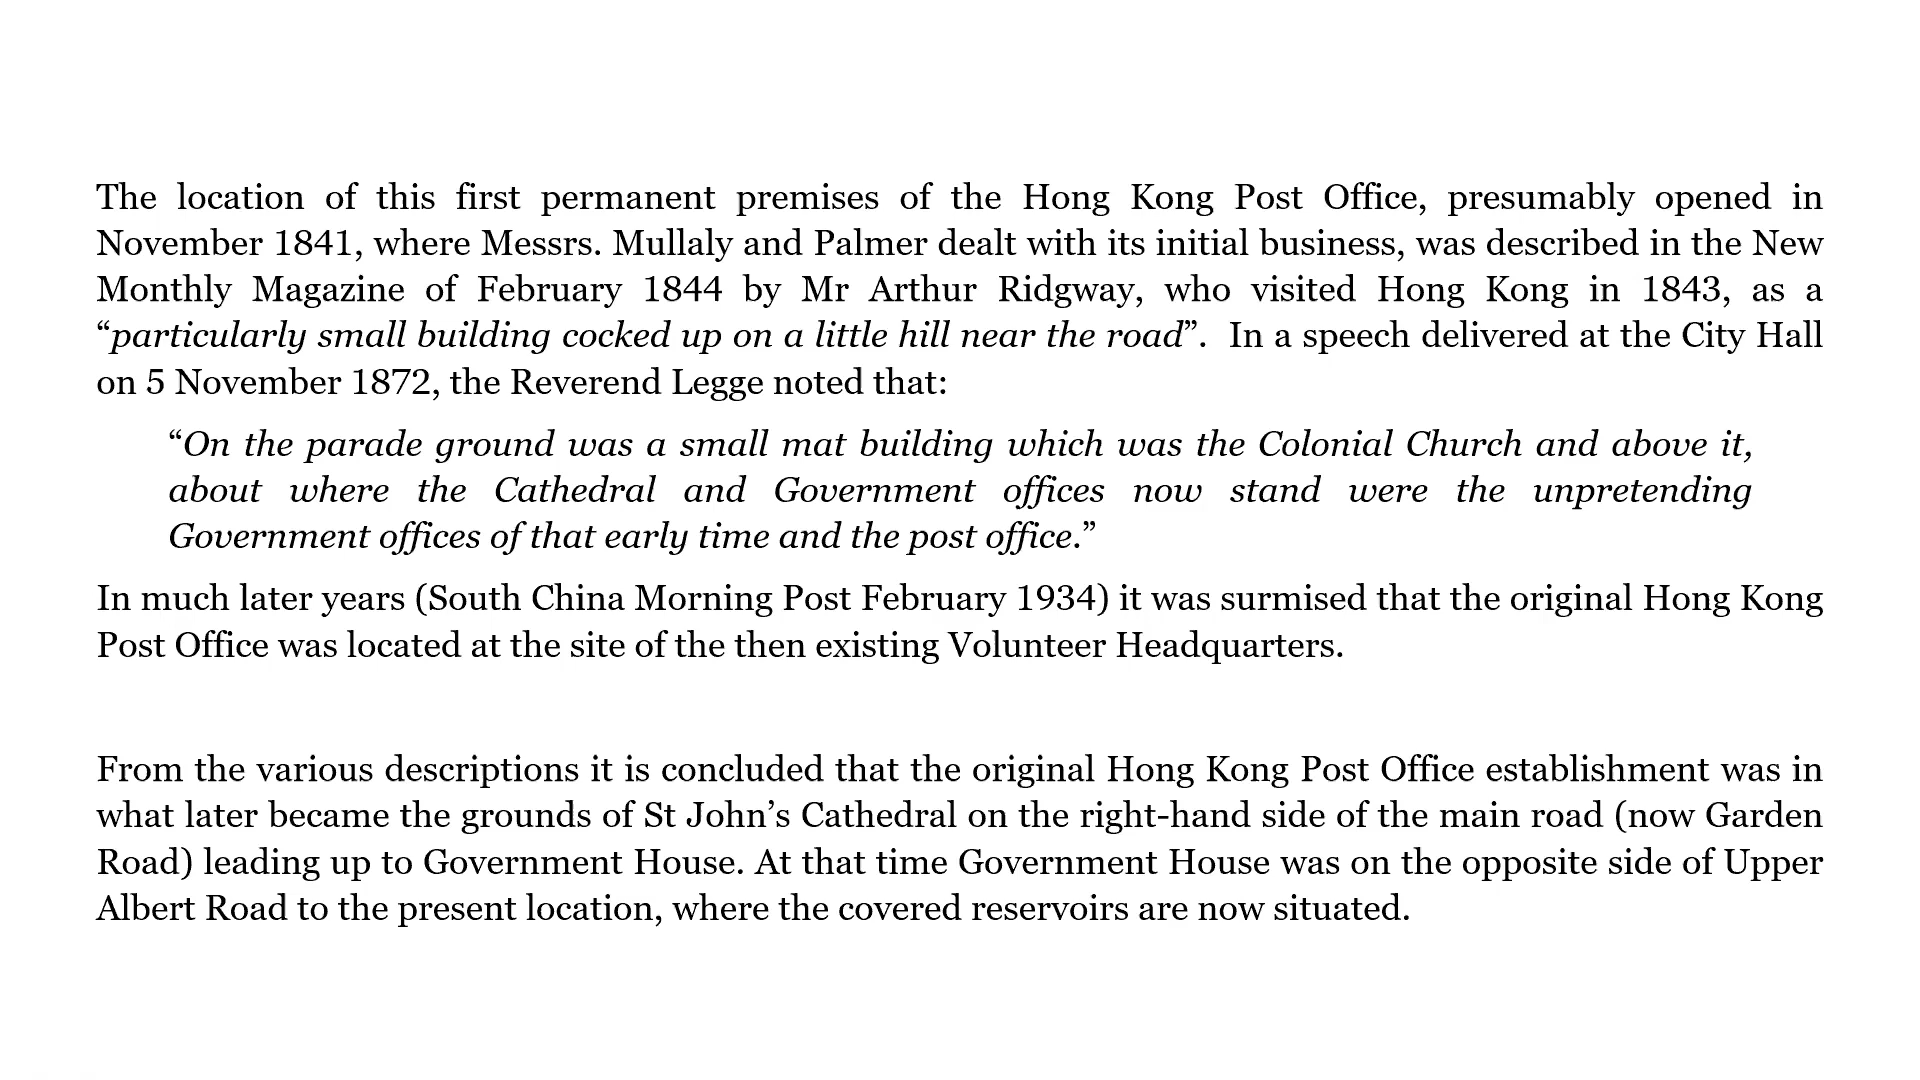 The location of this first permanent premises of the Hong Kong Post Office, presumably opened in
November 1841, where Messrs. Mullaly and Palmer dealt with its initial business, was described in the New
Monthly Magazine of February 1844 by Mr Arthur Ridgway, who visited Hong Kong in 1843, as a
“particularly small building cocked up on a little hill near the road”.  In a speech delivered at the City Hall
on 5 November 1872, the Reverend Legge noted that:
“On the parade ground was a small mat building which was the Colonial Church and above it,
about where the Cathedral and Government offices now stand were the unpretending
Government offices of that early time and the post office.”
In much later years (South China Morning Post February 1934) it was surmised that the original Hong Kong
Post Office was located at the site of the then existing Volunteer Headquarters.
From the various descriptions it is concluded that the original Hong Kong Post Office establishment was in
what later became the grounds of St John’s Cathedral on the right-hand side of the main road (now Garden
Road) leading up to Government House. At that time Government House was on the opposite side of Upper
Albert Road to the present location, where the covered reservoirs are now situated.